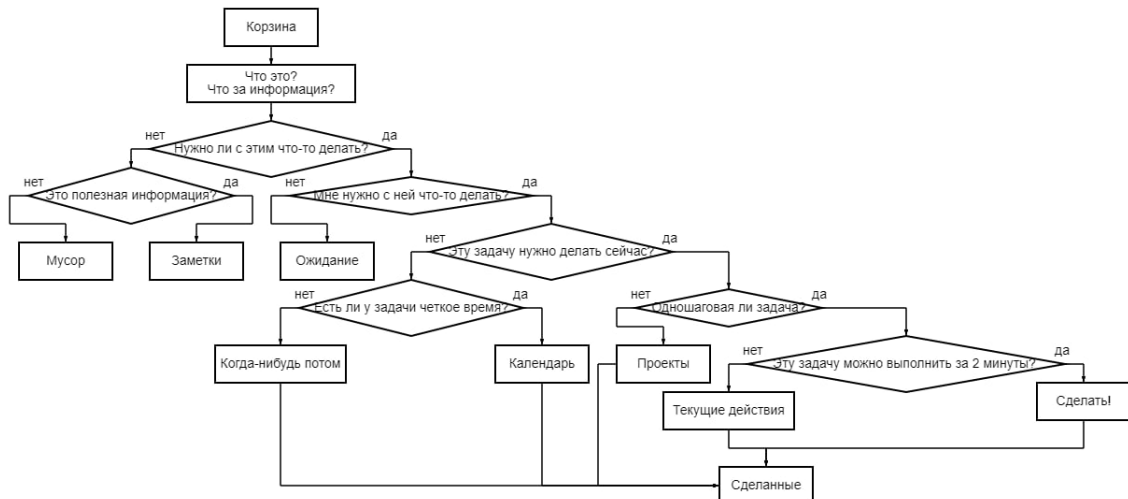 Корзина
Что это?
Что за информация?
нет
да
Нужно ли с этим что-то делать?
нет
да
нет
Это полезная информация?
Мне нужно с ней что-то делать?
нет
да
Эту задачу нужно делать сейчас?
Мусор
Заметки
Ожидание
нет
да
нет
да
Есть ли у задачи четкое время?
Одношаговая ли задача?
нет
да
Когда-нибудь потом
Календарь
Проекты
Эту задачу можно выполнить за 2 минуты?
Текущие действия
Сделать!
Сделанные